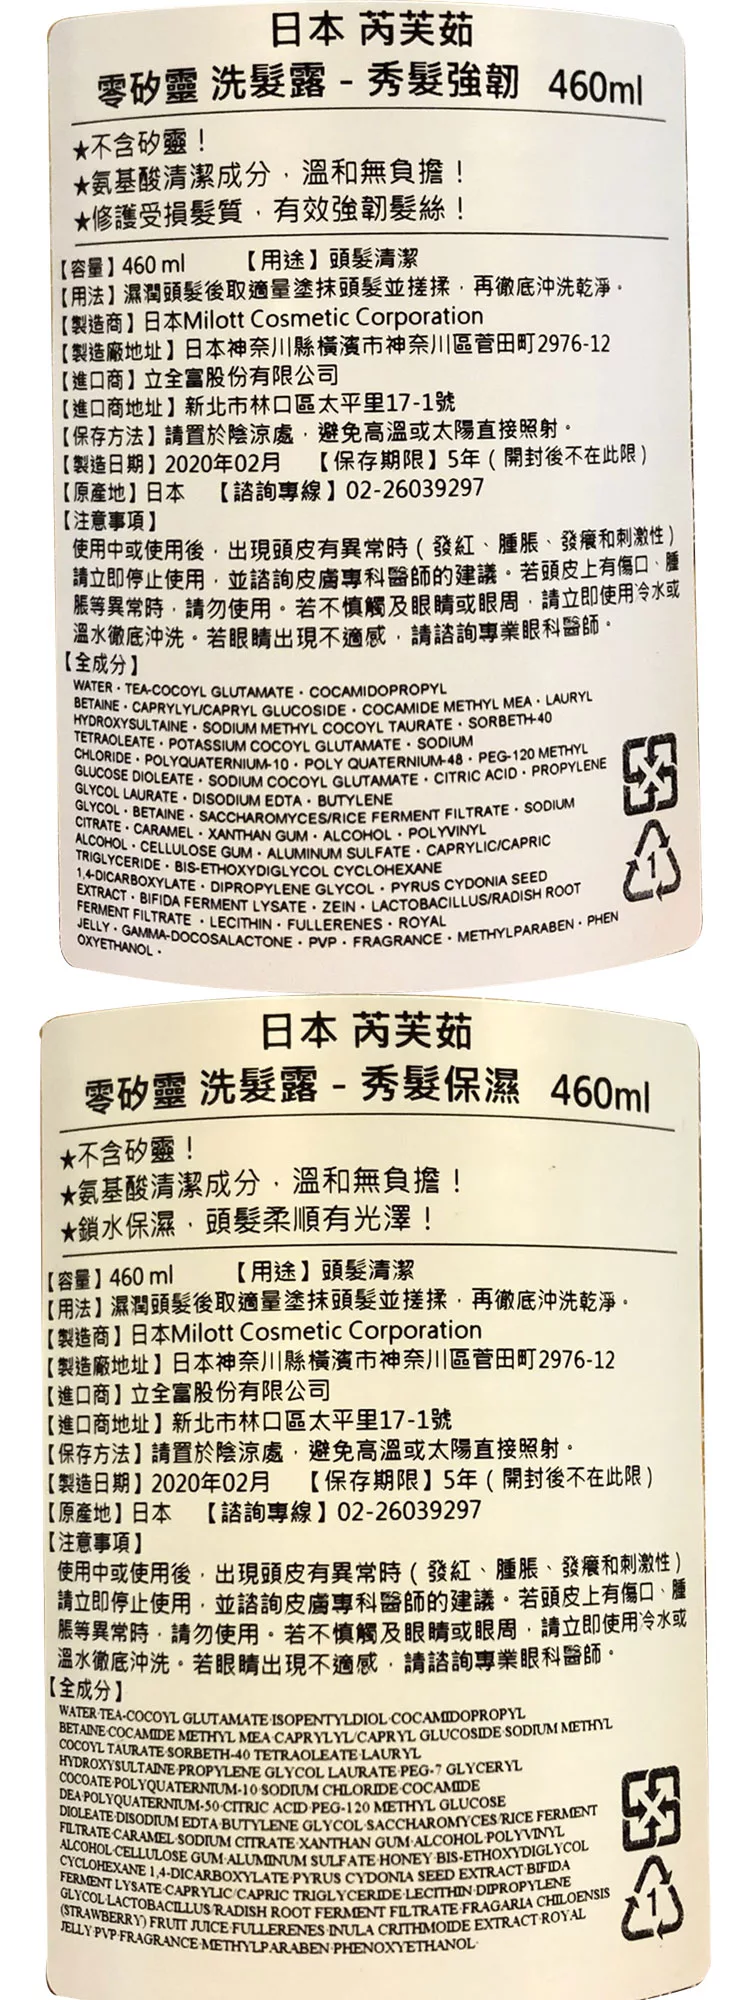 日本 芮芙茹
零矽靈 洗髮露 - 秀髮強韌 460ml
★不含矽靈！
★氨基酸清潔成分，溫和無負擔！
★修護受損髮質，有效強韌髮絲！
【容量】460 ml 【用途】頭髮清潔
【用法】濕潤頭髮後取適量塗抹頭髮並搓揉，再徹底沖洗乾淨。
【製造商】日本Milott Cosmetic Corporation
【製造廠地址】日本神奈川縣橫濱市神奈川區菅田町2976-12
【進口商】立全富股份有限公司
【進口商地址】新北市林口區太平里17-1號
【保存方法】請置於陰涼處，避免高溫或太陽直接照射。
【製造日期】2020年02月 【保存期限】5年（開封後不在此限）
【原產地】日本 【諮詢專線】02-26039297
【注意事項】
使用中或使用後，出現頭皮有異常時（發紅、腫脹、發癢和刺激性）
請立即停止使用，並諮詢皮膚專科醫師的建議。若頭皮上有傷口、腫
脹等異常時，請勿使用。若不慎觸及眼睛或眼周，請立即使用冷水或
溫水徹底沖洗。若眼睛出現不適感，請諮詢專業眼科醫師。
【全成分】
WATER・TEA-COCOYL GLUTAMATE・COCAMIDOPROPYL
BETAINE・CAPRYLYL/CAPRYL GLUCOSIDE・COCAMIDE METHYL MEA・LAURYL
HYDROXYSULTAINE・SODIUM METHYL COCOYL TAURATE・SORBETH-40
TETRAOLEATE・POTASSIUM COCOYL GLUTAMATE・SODIUM
CHLORIDE・POLYQUATERNIUM-10・POLY QUATERNIUM-48・PEG-120 METHYL
GLUCOSE DIOLEATE・SODIUM COCOYL GLUTAMATE・CITRIC ACID・PROPYLENE
GLYCOL LAURATE・DISODIUM EDTA・BUTYLENE
GLYCOL・BETAINE・SACCHAROMYCES/RICE FERMENT FILTRATE・SODIUM
CITRATE・CARAMEL・XANTHAN GUM・ALCOHOL・POLYVINYL
ALCOHOL・CELLULOSE GUM・ALUMINUM SULFATE・CAPRYLIC/CAPRIC
TRIGLYCERIDE・BIS-ETHOXYDIGLYCOL CYCLOHEXANE
1,4-DICARBOXYLATE・DIPROPYLENE GLYCOL・PYRUS CYDONIA SEED
EXTRACT・BIFIDA FERMENT LYSATE・ZEIN・LACTOBACILLUS/RADISH ROOT
FERMENT FILTRATE・LECITHIN・FULLERENES・ROYAL
JELLY・GAMMA-DOCOSALACTONE・PVP・FRAGRANCE・METHYLPARABEN・PHEN
OXYETHANOL・
1
日本 芮芙茹
零矽靈 洗髮露 - 秀髮保濕 460ml
★不含矽靈！
★氨基酸清潔成分，溫和無負擔！
★鎖水保濕，頭髮柔順有光澤！
【容量】460 ml 【用途】頭髮清潔
【用法】濕潤頭髮後取適量塗抹頭髮並搓揉，再徹底沖洗乾淨。
【製造商】日本Milott Cosmetic Corporation
【製造廠地址】日本神奈川縣橫濱市神奈川區菅田町2976-12
【進口商】立全富股份有限公司
【進口商地址】新北市林口區太平里17-1號
【保存方法】請置於陰涼處，避免高溫或太陽直接照射。
【製造日期】2020年02月 【保存期限】5年（開封後不在此限）
【原產地】日本 【諮詢專線】02-26039297
【注意事項】
使用中或使用後，出現頭皮有異常時（發紅、腫脹、發癢和刺激性）
請立即停止使用，並諮詢皮膚專科醫師的建議。若頭皮上有傷口、腫
脹等異常時，請勿使用。若不慎觸及眼睛或眼周，請立即使用冷水或
溫水徹底沖洗。若眼睛出現不適感，請諮詢專業眼科醫師。
【全成分】
WATER·TEA-COCOYL GLUTAMATE·ISOPENTYLDIOL·COCAMIDOPROPYL
BETAINE·COCAMIDE METHYL MEA·CAPRYLYL/CAPRYL GLUCOSIDE·SODIUM METHYL
COCOYL TAURATE·SORBETH-40 TETRAOLEATE·LAURYL
HYDROXYSULTAINE·PROPYLENE GLYCOL LAURATE·PEG-7 GLYCERYL
COCOATE·POLYQUATERNIUM-10·SODIUM CHLORIDE·COCAMIDE
DEA·POLYQUATERNIUM-50·CITRIC ACID·PEG-120 METHYL GLUCOSE
DIOLEATE·DISODIUM EDTA·BUTYLENE GLYCOL·SACCHAROMYCES/RICE FERMENT
FILTRATE·CARAMEL·SODIUM CITRATE·XANTHAN GUM·ALCOHOL·POLYVINYL
ALCOHOL·CELLULOSE GUM·ALUMINUM SULFATE·HONEY·BIS-ETHOXYDIGLYCOL
CYCLOHEXANE 1,4-DICARBOXYLATE·PYRUS CYDONIA SEED EXTRACT·BIFIDA
FERMENT LYSATE·CAPRYLIC/CAPRIC TRIGLYCERIDE·LECITHIN·DIPROPYLENE
GLYCOL·LACTOBACILLUS/RADISH ROOT FERMENT FILTRATE·FRAGARIA CHILOENSIS
(STRAWBERRY) FRUIT JUICE·FULLERENES·INULA CRITHMOIDE EXTRACT·ROYAL
JELLY·PVP·FRAGRANCE·METHYLPARABEN·PHENOXYETHANOL·
1